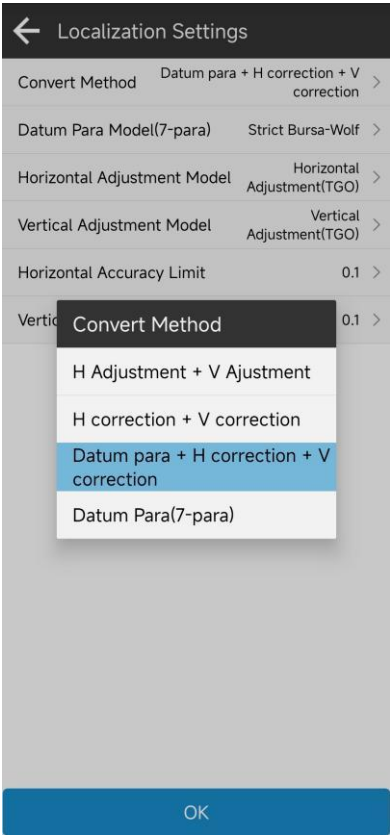 Localization Settings
Convert Method
Datum para + H correction + V
correction
Datum Para Model(7-para)
Strict Bursa-Wolf
Horizontal Adjustment Model
Horizontal
Adjustment(TGO)
Vertical Adjustment Model
Vertical
Adjustment(TGO)
Horizontal Accuracy Limit
0.1
0.1
Convert Method
H Adjustment + V Ajustment
H correction + V correction
Datum para + H correction + V
correction
Datum Para(7-para)
OK